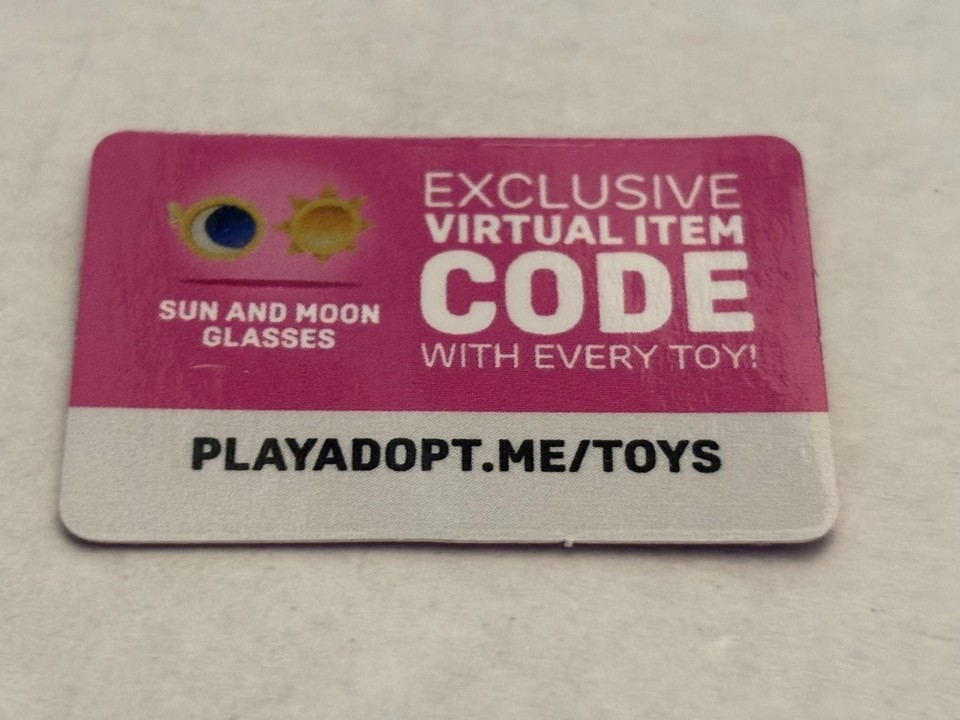 SUN AND MOON
GLASSES
EXCLUSIVE
VIRTUAL ITEM
CODE
WITH EVERY TOY!
PLAYADOPT.ME/TOYS